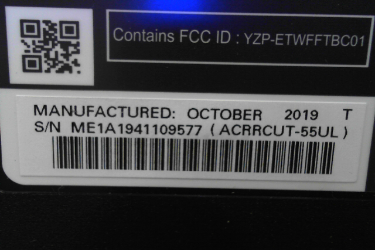 Contains FCC ID : YZP-ETWFFTBC01
MANUFACTURED: OCTOBER 2019 T
S/N ME1A1941109577 ( ACRRCUT-55UL )